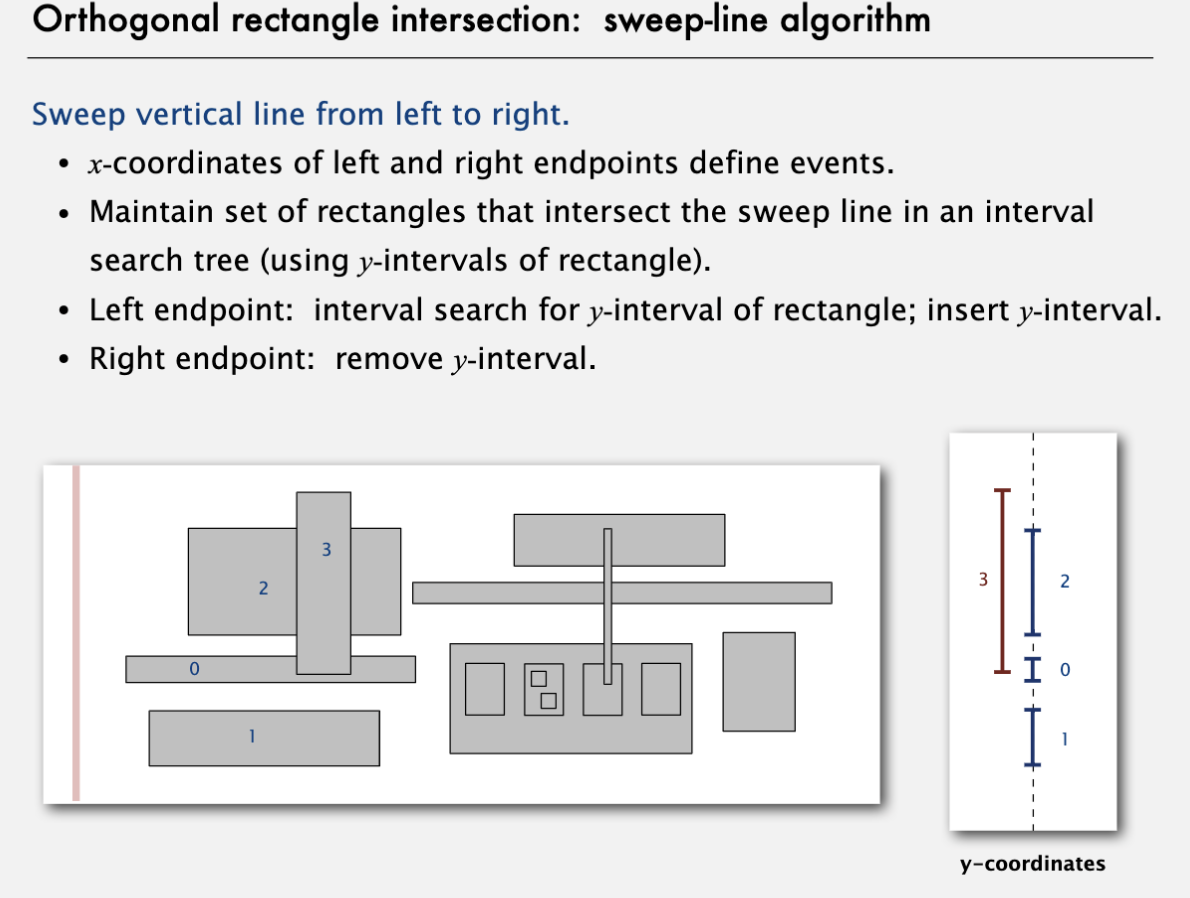 Orthogonal rectangle intersection: sweep-line algorithm
Sweep vertical line from left to right.
• x-coordinates of left and right endpoints define events.
• Maintain set of rectangles that intersect the sweep line in an interval
search tree (using y-intervals of rectangle).
• Left endpoint: interval search for y-interval of rectangle; insert y-interval.
• Right endpoint: remove y-interval.
3
2
0
1
3
2
0
1
y-coordinates